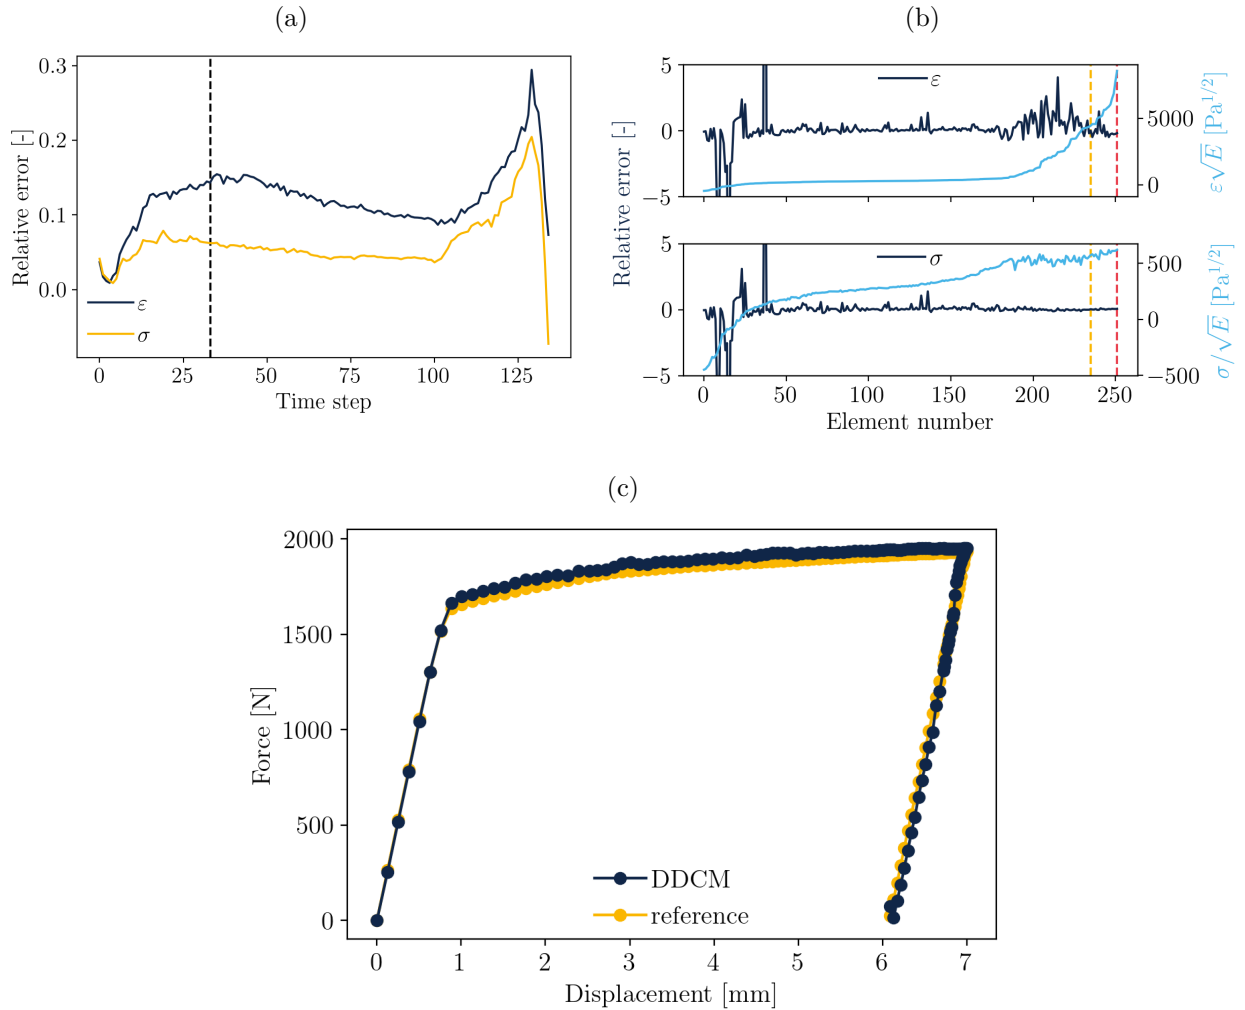 (a)
Relative error [-]
0.3
0.2
0.1
0.0
ε
σ
0
25
50
75
100
125
Time step
(b)
Relative error [-]
5
0
−5
ε
5000
0
ε√E [Pa^{1/2}]
5
0
−5
σ
500
0
−500
σ/√E [Pa^{1/2}]
0
50
100
150
200
250
Element number
(c)
Force [N]
2000
1500
1000
500
0
DDCM
reference
0
1
2
3
4
5
6
7
Displacement [mm]